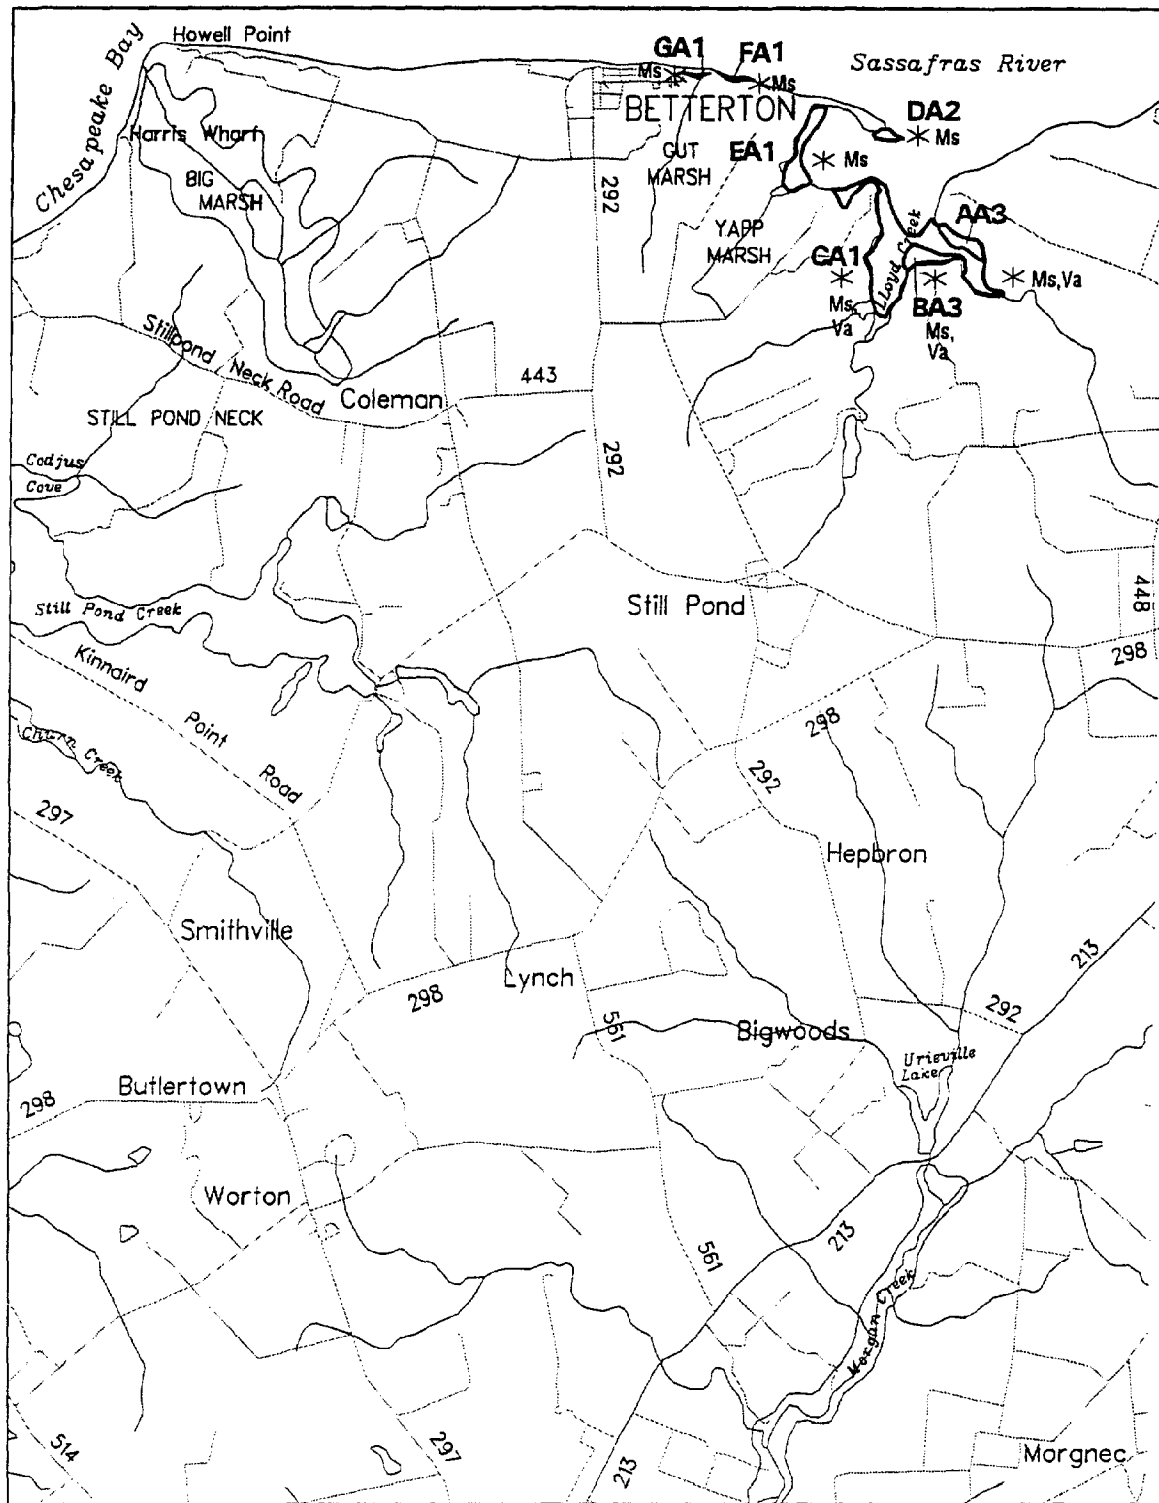 Howell Point
Chesapeake Bay
GA1
FA1
Ms
Ms
Sassafras River
BETTERTON
DA2
Ms
Harris Wharf
GUT
MARSH
EA1
Ms
BIG
MARSH
292
YAPP
MARSH
Lloyd Creek
AA3
CA1
Ms,
Va
BA3
Ms,
Va
Ms,Va
Stillpond Neck Road
443
Coleman
STILL POND NECK
292
Codjus
Cove
Still Pond Creek
Still Pond
448
298
Kinnaird
Point
Road
Churn Creek
298
292
297
Hepbron
Smithville
213
Lynch
298
561
Bigwoods
292
Urieville
Lake
Butlertown
298
Worton
213
561
Morgan Creek
514
297
213
Morgnec